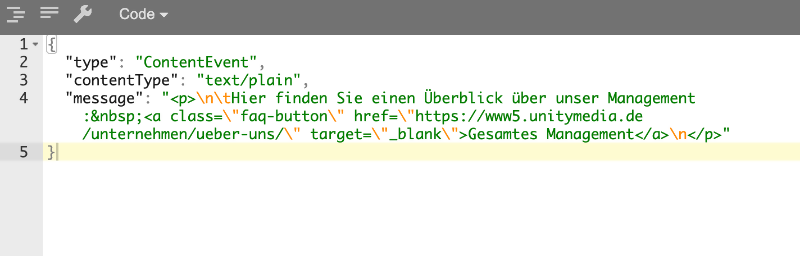 Code
1 {
2 "type": "ContentEvent",
3 "contentType": "text/plain",
4 "message": "<p>\n\tHier finden Sie einen Überblick über unser Management
:&nbsp;<a class=\"faq-button\" href=\"https://www5.unitymedia.de
/unternehmen/ueber-uns/\" target=\"_blank\">Gesamtes Management</a>\n</p>"
5 }